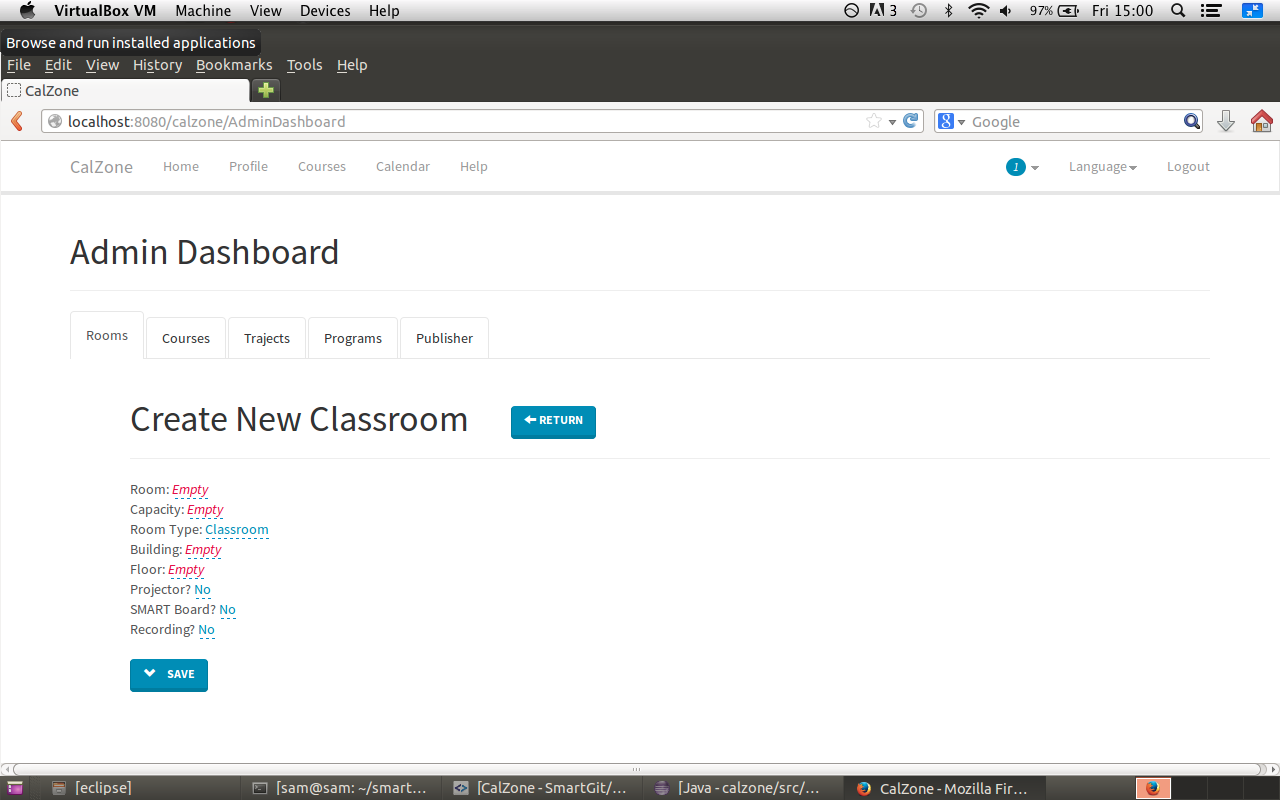 VirtualBox VM Machine View Devices Help 3 97% Fri 15:00
Browse and run installed applications
File Edit View History Bookmarks Tools Help
CalZone
localhost:8080/calzone/AdminDashboard Google
CalZone Home Profile Courses Calendar Help 1 Language Logout
Admin Dashboard
Rooms Courses Trajects Programs Publisher
Create New Classroom RETURN
Room: Empty
Capacity: Empty
Room Type: Classroom
Building: Empty
Floor: Empty
Projector? No
SMART Board? No
Recording? No
SAVE
[eclipse] [sam@sam: ~/smart... [CalZone - SmartGit/... [Java - calzone/src/... CalZone - Mozilla Fir...